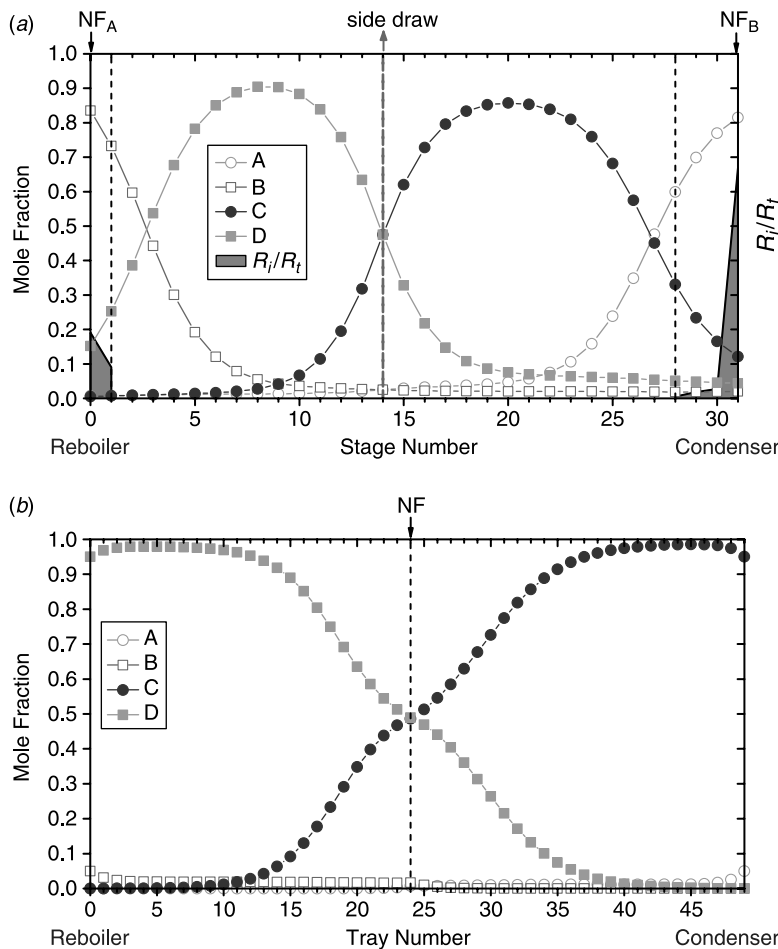 (a)
NF_A
side draw
NF_B
1.0
0.9
0.8
0.7
0.6
0.5
0.4
0.3
0.2
0.1
0.0
Mole Fraction
A
B
C
D
R_i/R_t
R_i/R_t
0 5 10 15 20 25 30
Reboiler Stage Number Condenser
(b)
NF
1.0
0.9
0.8
0.7
0.6
0.5
0.4
0.3
0.2
0.1
0.0
Mole Fraction
A
B
C
D
0 5 10 15 20 25 30 35 40 45
Reboiler Tray Number Condenser